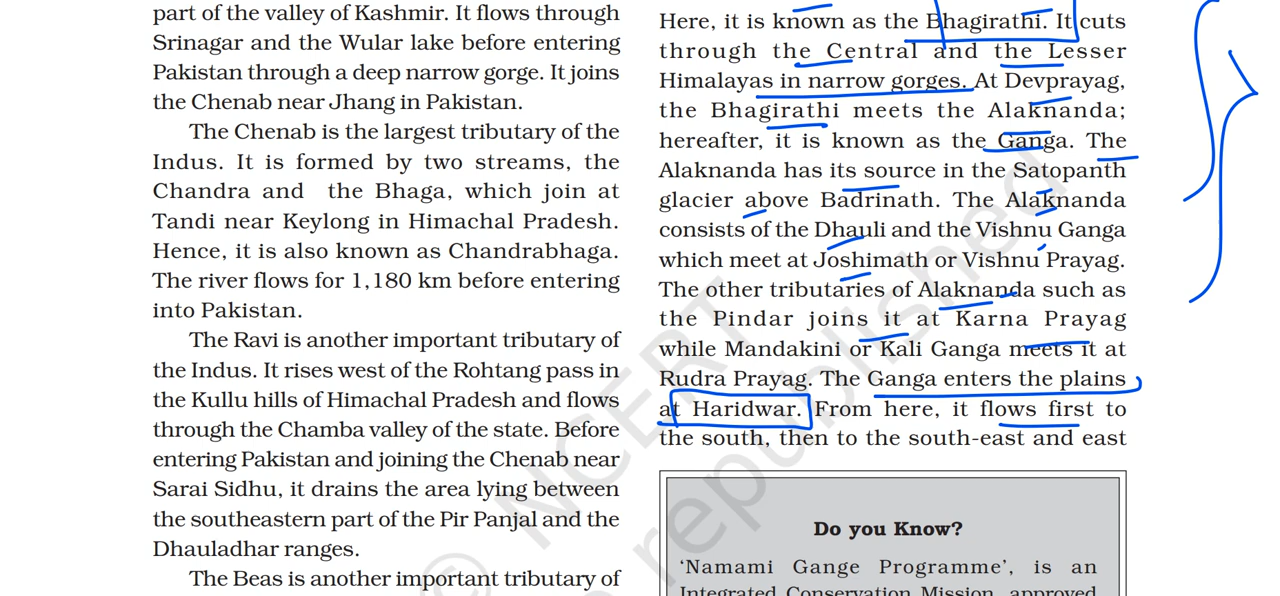 part of the valley of Kashmir. It flows through
Srinagar and the Wular lake before entering
Pakistan through a deep narrow gorge. It joins
the Chenab near Jhang in Pakistan.
The Chenab is the largest tributary of the
Indus. It is formed by two streams, the
Chandra and the Bhaga, which join at
Tandi near Keylong in Himachal Pradesh.
Hence, it is also known as Chandrabhaga.
The river flows for 1,180 km before entering
into Pakistan.
The Ravi is another important tributary of
the Indus. It rises west of the Rohtang pass in
the Kullu hills of Himachal Pradesh and flows
through the Chamba valley of the state. Before
entering Pakistan and joining the Chenab near
Sarai Sidhu, it drains the area lying between
the southeastern part of the Pir Panjal and the
Dhauladhar ranges.
The Beas is another important tributary of
Here, it is known as the Bhagirathi. It cuts
through the Central and the Lesser
Himalayas in narrow gorges. At Devprayag,
the Bhagirathi meets the Alaknanda;
hereafter, it is known as the Ganga. The
Alaknanda has its source in the Satopanth
glacier above Badrinath. The Alaknanda
consists of the Dhauli and the Vishnu Ganga
which meet at Joshimath or Vishnu Prayag.
The other tributaries of Alaknanda such as
the Pindar joins it at Karna Prayag
while Mandakini or Kali Ganga meets it at
Rudra Prayag. The Ganga enters the plains
at Haridwar. From here, it flows first to
the south, then to the south-east and east
Do you Know?
‘Namami Gange Programme’, is an
Integrated Conservation Mission, approved
© NCERT
republished